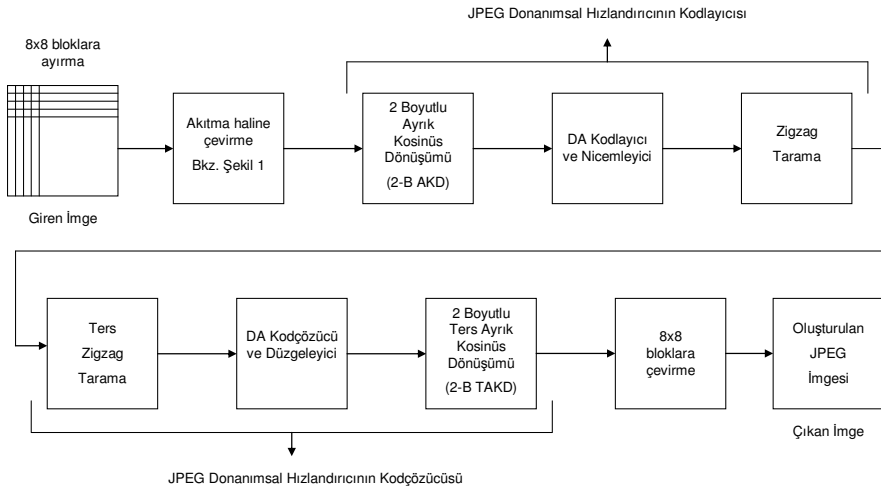 JPEG Donanımsal Hızlandırıcının Kodlayıcısı
8x8 bloklara
ayırma
Akıtma haline
çevirme
Bkz. Şekil 1
2 Boyutlu
Ayrık
Kosinüs
Dönüşümü
(2-B AKD)
DA Kodlayıcı
ve Nicemleyici
Zigzag
Tarama
Giren İmge
Ters
Zigzag
Tarama
DA Kodçözücü
ve Düzgeleyici
2 Boyutlu
Ters Ayrık
Kosinüs
Dönüşümü
(2-B TAKD)
8x8
bloklara
çevirme
Oluşturulan
JPEG
İmgesi
Çıkan İmge
JPEG Donanımsal Hızlandırıcının Kodçözücüsü